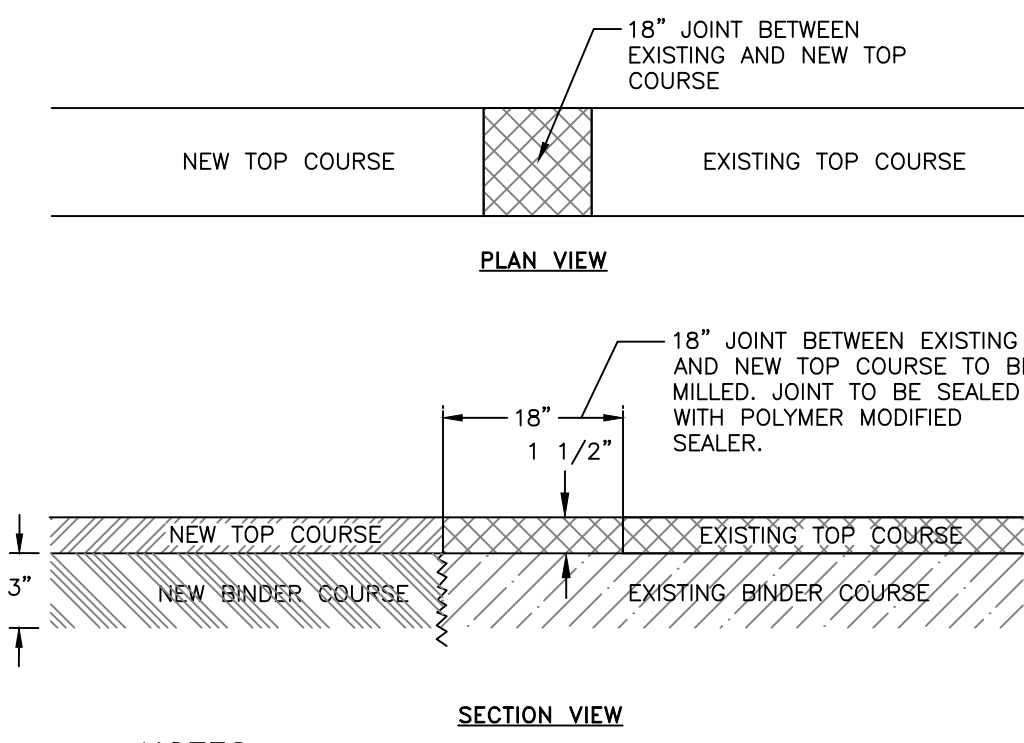 18" JOINT BETWEEN
EXISTING AND NEW TOP
COURSE
NEW TOP COURSE
EXISTING TOP COURSE
PLAN VIEW
18" JOINT BETWEEN EXISTING
AND NEW TOP COURSE TO BE
MILLED. JOINT TO BE SEALED
WITH POLYMER MODIFIED
SEALER.
18"
1 1/2"
NEW TOP COURSE
EXISTING TOP COURSE
3"
NEW BINDER COURSE
EXISTING BINDER COURSE
SECTION VIEW